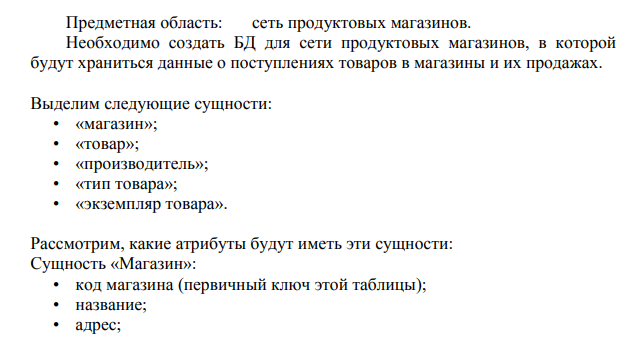 Предметная область: сеть продуктовых магазинов.
Необходимо создать БД для сети продуктовых магазинов, в которой
будут храниться данные о поступлениях товаров в магазины и их продажах.
Выделим следующие сущности:
• «магазин»;
• «товар»;
• «производитель»;
• «тип товара»;
• «экземпляр товара».
Рассмотрим, какие атрибуты будут иметь эти сущности:
Сущность «Магазин»:
• код магазина (первичный ключ этой таблицы);
• название;
• адрес;